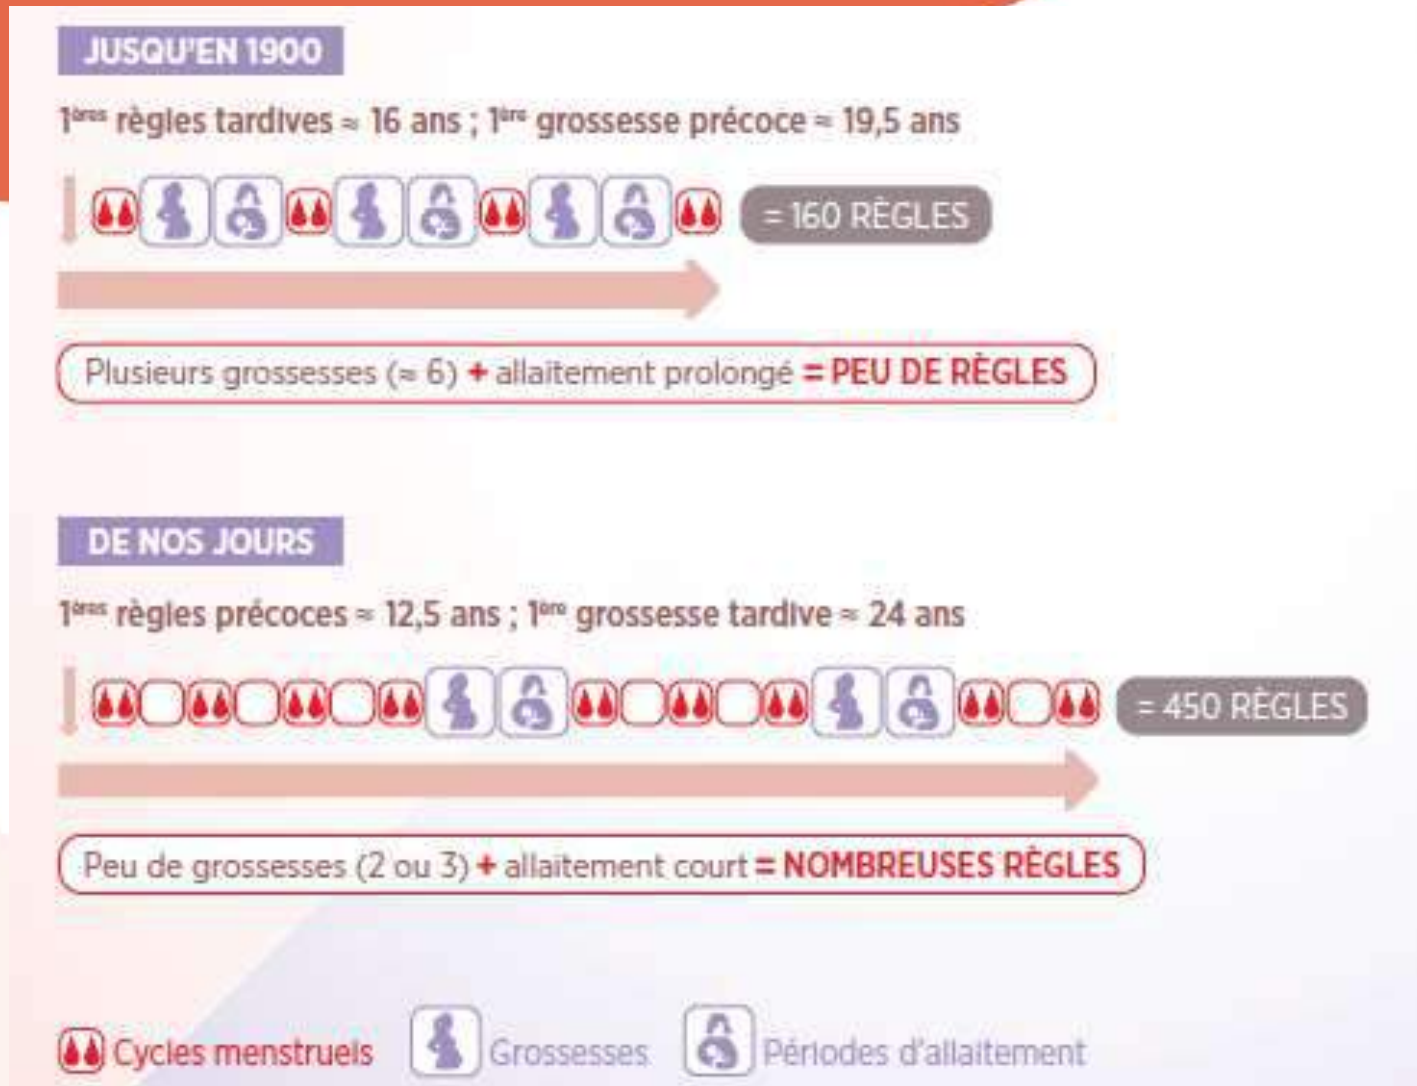 JUSQU'EN 1900
1ères règles tardives ≈ 16 ans ; 1ère grossesse précoce ≈ 19,5 ans
= 160 RÈGLES
Plusieurs grossesses (≈ 6) + allaitement prolongé = PEU DE RÈGLES
DE NOS JOURS
1ères règles précoces ≈ 12,5 ans ; 1ère grossesse tardive ≈ 24 ans
= 450 RÈGLES
Peu de grossesses (2 ou 3) + allaitement court = NOMBREUSES RÈGLES
Cycles menstruels Grossesses Périodes d'allaitement